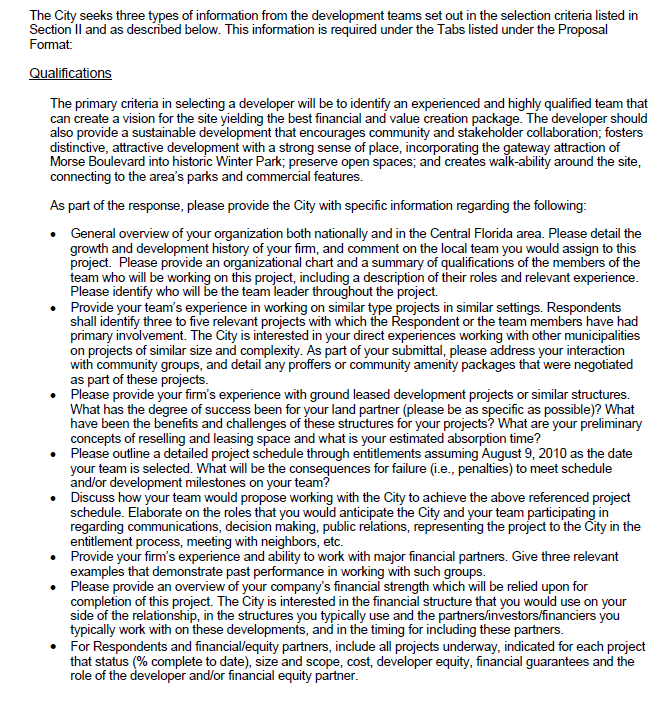 The City seeks three types of information from the development teams set out in the selection criteria listed in
Section II and as described below. This information is required under the Tabs listed under the Proposal
Format:
Qualifications
The primary criteria in selecting a developer will be to identify an experienced and highly qualified team that
can create a vision for the site yielding the best financial and value creation package. The developer should
also provide a sustainable development that encourages community and stakeholder collaboration; fosters
distinctive, attractive development with a strong sense of place, incorporating the gateway attraction of
Morse Boulevard into historic Winter Park; preserve open spaces; and creates walk-ability around the site,
connecting to the area's parks and commercial features.
As part of the response, please provide the City with specific information regarding the following:
• General overview of your organization both nationally and in the Central Florida area. Please detail the
growth and development history of your firm, and comment on the local team you would assign to this
project. Please provide an organizational chart and a summary of qualifications of the members of the
team who will be working on this project, including a description of their roles and relevant experience.
Please identify who will be the team leader throughout the project.
• Provide your team's experience in working on similar type projects in similar settings. Respondents
shall identify three to five relevant projects with which the Respondent or the team members have had
primary involvement. The City is interested in your direct experiences working with other municipalities
on projects of similar size and complexity. As part of your submittal, please address your interaction
with community groups, and detail any proffers or community amenity packages that were negotiated
as part of these projects.
• Please provide your firm's experience with ground leased development projects or similar structures.
What has the degree of success been for your land partner (please be as specific as possible)? What
have been the benefits and challenges of these structures for your projects? What are your preliminary
concepts of reselling and leasing space and what is your estimated absorption time?
• Please outline a detailed project schedule through entitlements assuming August 9, 2010 as the date
your team is selected. What will be the consequences for failure (i.e., penalties) to meet schedule
and/or development milestones on your team?
• Discuss how your team would propose working with the City to achieve the above referenced project
schedule. Elaborate on the roles that you would anticipate the City and your team participating in
regarding communications, decision making, public relations, representing the project to the City in the
entitlement process, meeting with neighbors, etc.
• Provide your firm's experience and ability to work with major financial partners. Give three relevant
examples that demonstrate past performance in working with such groups.
• Please provide an overview of your company's financial strength which will be relied upon for
completion of this project. The City is interested in the financial structure that you would use on your
side of the relationship, in the structures you typically use and the partners/investors/financiers you
typically work with on these developments, and in the timing for including these partners.
• For Respondents and financial/equity partners, include all projects underway, indicated for each project
that status (% complete to date), size and scope, cost, developer equity, financial guarantees and the
role of the developer and/or financial equity partner.